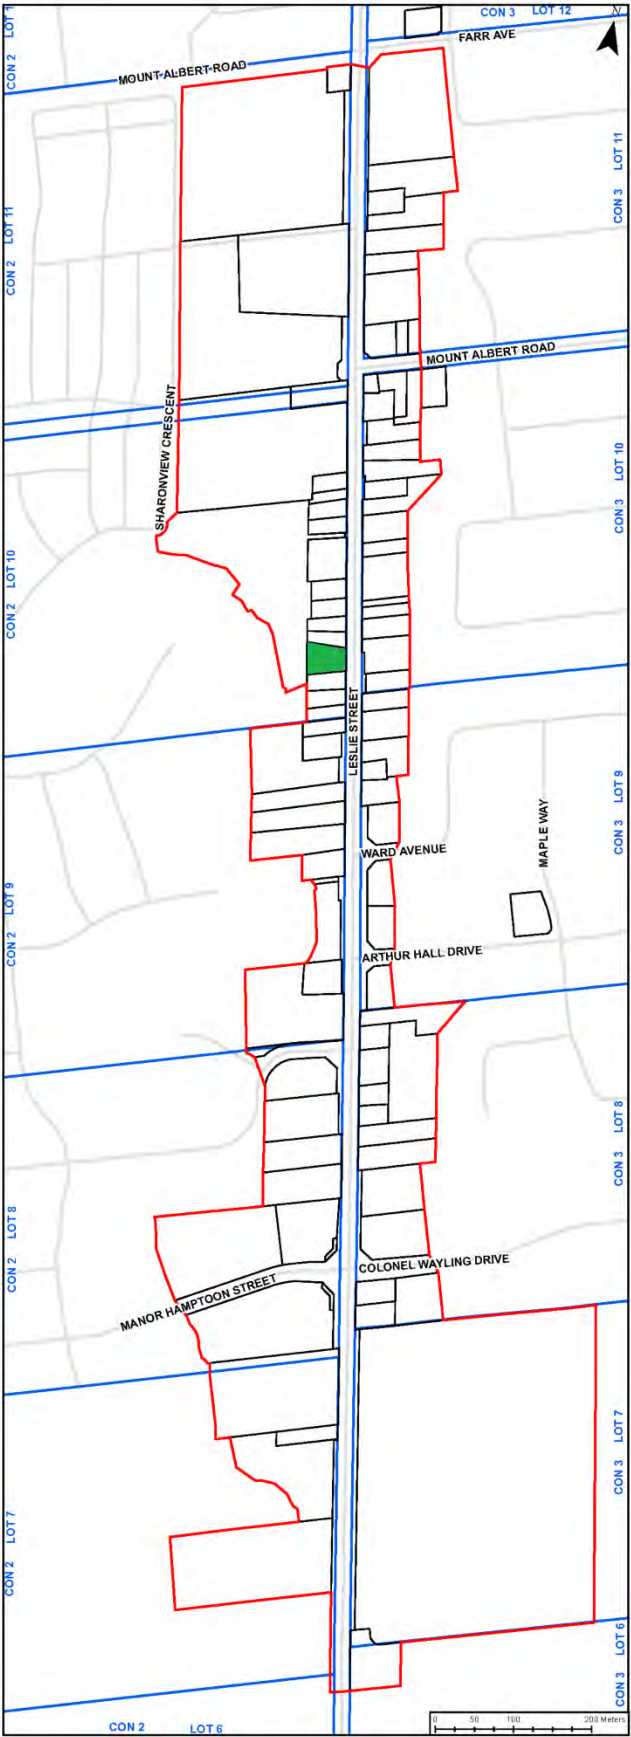 CON 3 LOT 12
N
LOT 1
CON 2
FARR AVE
MOUNT ALBERT ROAD
LOT 11
CON 3
LOT 11
CON 2
MOUNT ALBERT ROAD
SHARONVIEW CRESCENT
LOT 10
CON 3
LOT 10
CON 2
LESLIE STREET
LOT 9
CON 3
MAPLE WAY
WARD AVENUE
LOT 9
CON 2
ARTHUR HALL DRIVE
LOT 8
CON 3
LOT 8
CON 2
COLONEL WAYLING DRIVE
MANOR HAMPTOON STREET
LOT 7
CON 3
LOT 7
CON 2
LOT 6
CON 3
CON 2 LOT 6
0 50 100 200 Meters